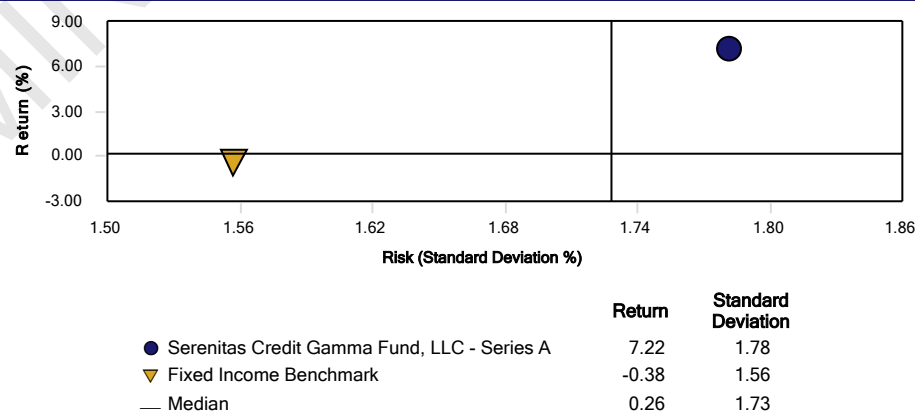 9.00
6.00
3.00
0.00
-3.00
Return (%)
1.50 1.56 1.62 1.68 1.74 1.80 1.86
Risk (Standard Deviation %)
Return Standard Deviation
Serenitas Credit Gamma Fund, LLC - Series A 7.22 1.78
Fixed Income Benchmark -0.38 1.56
Median 0.26 1.73